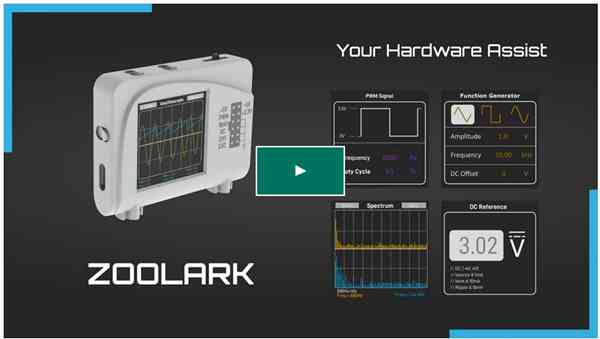 Your Hardware Assist
Oscilloscope
ZOOLARK
PWM Signal
3.3V
0V
Frequency
Duty Cycle
Function Generator
Amplitude 1.0 V
Frequency 10.00 kHz
DC Offset 0 V
Spectrum
DC Reference
3.02 V